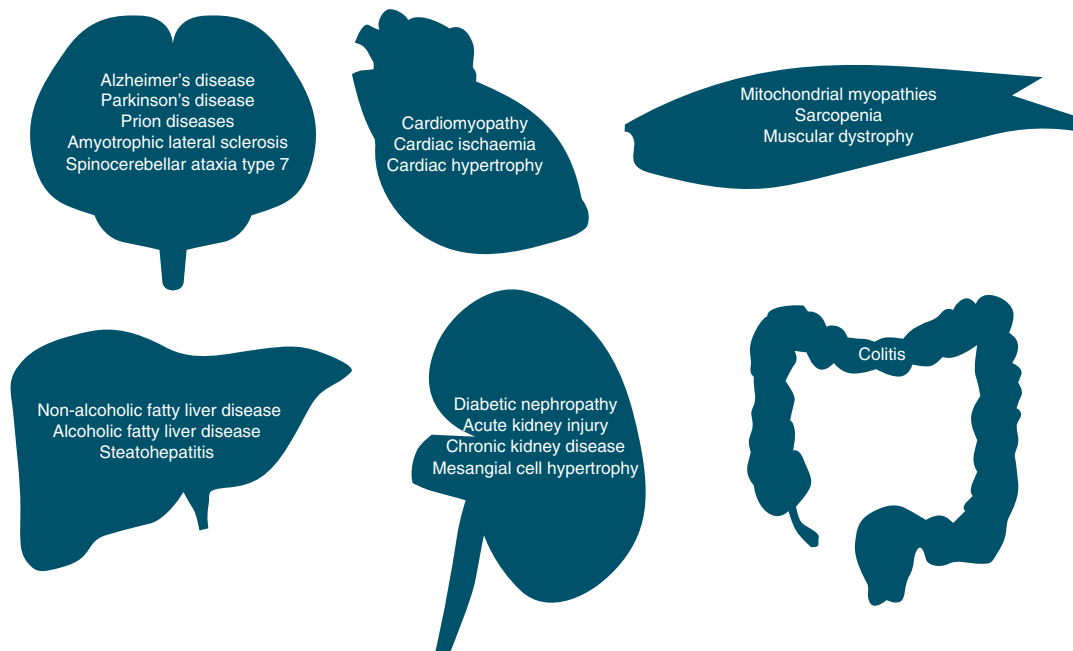 Alzheimer's disease
Parkinson's disease
Prion diseases
Amyotrophic lateral sclerosis
Spinocerebellar ataxia type 7
Cardiomyopathy
Cardiac ischaemia
Cardiac hypertrophy
Mitochondrial myopathies
Sarcopenia
Muscular dystrophy
Non-alcoholic fatty liver disease
Alcoholic fatty liver disease
Steatohepatitis
Diabetic nephropathy
Acute kidney injury
Chronic kidney disease
Mesangial cell hypertrophy
Colitis